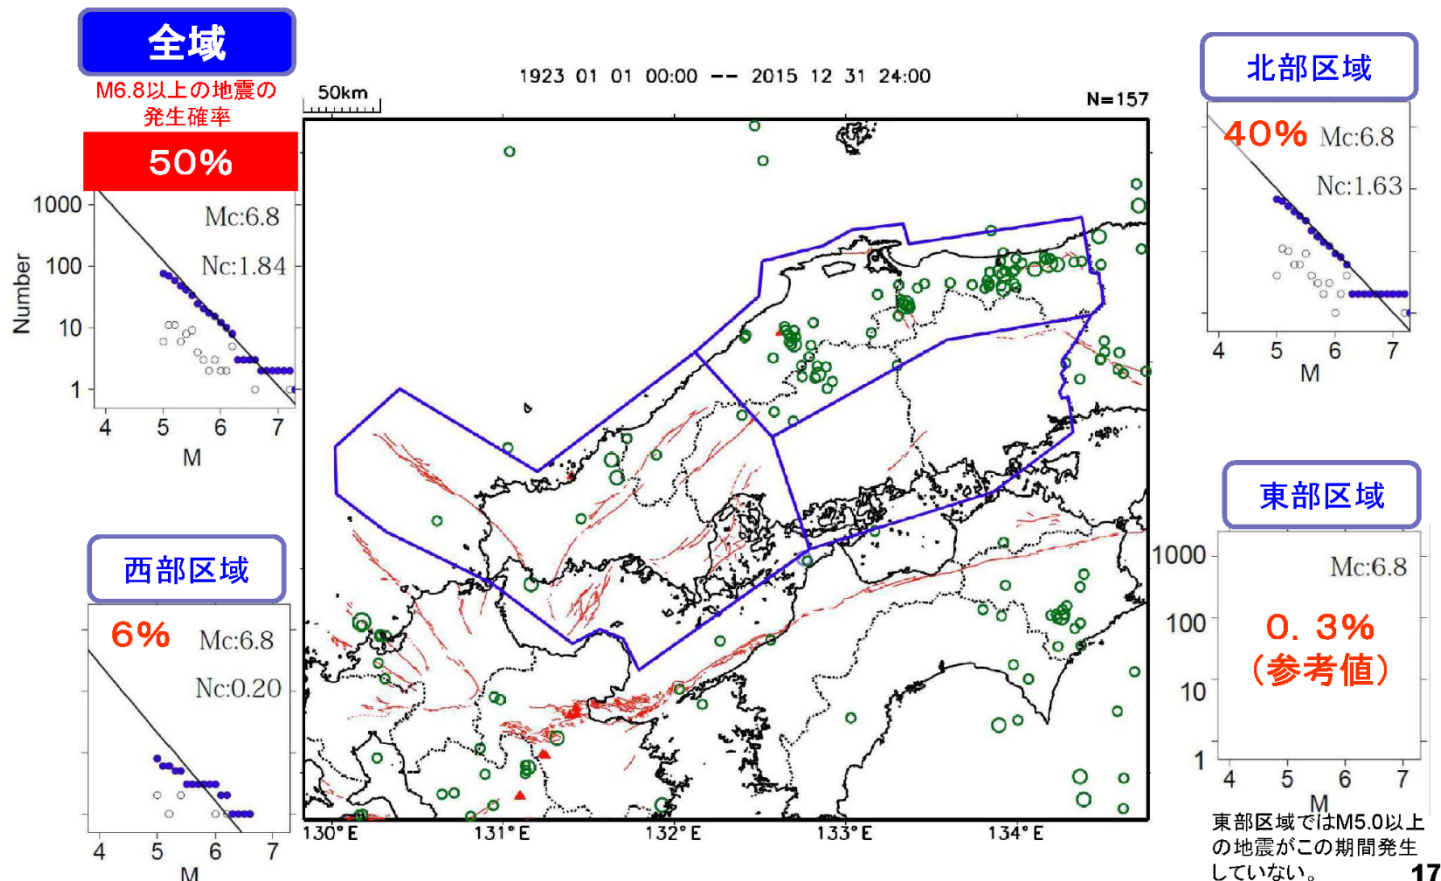 全域
M6.8以上の地震の
発生確率
50%
Mc:6.8
Nc:1.84
1000
100
10
1
Number
4 5 6 7
M
1923 01 01 00:00 -- 2015 12 31 24:00
50km
N=157
130°E 131°E 132°E 133°E 134°E
北部区域
40%
Mc:6.8
Nc:1.63
4 5 6 7
M
西部区域
6%
Mc:6.8
Nc:0.20
4 5 6 7
M
東部区域
1000
100
10
1
Mc:6.8
0.3%
(参考値)
4 5 6 7
M
東部区域ではM5.0以上
の地震がこの期間発生
していない。
17